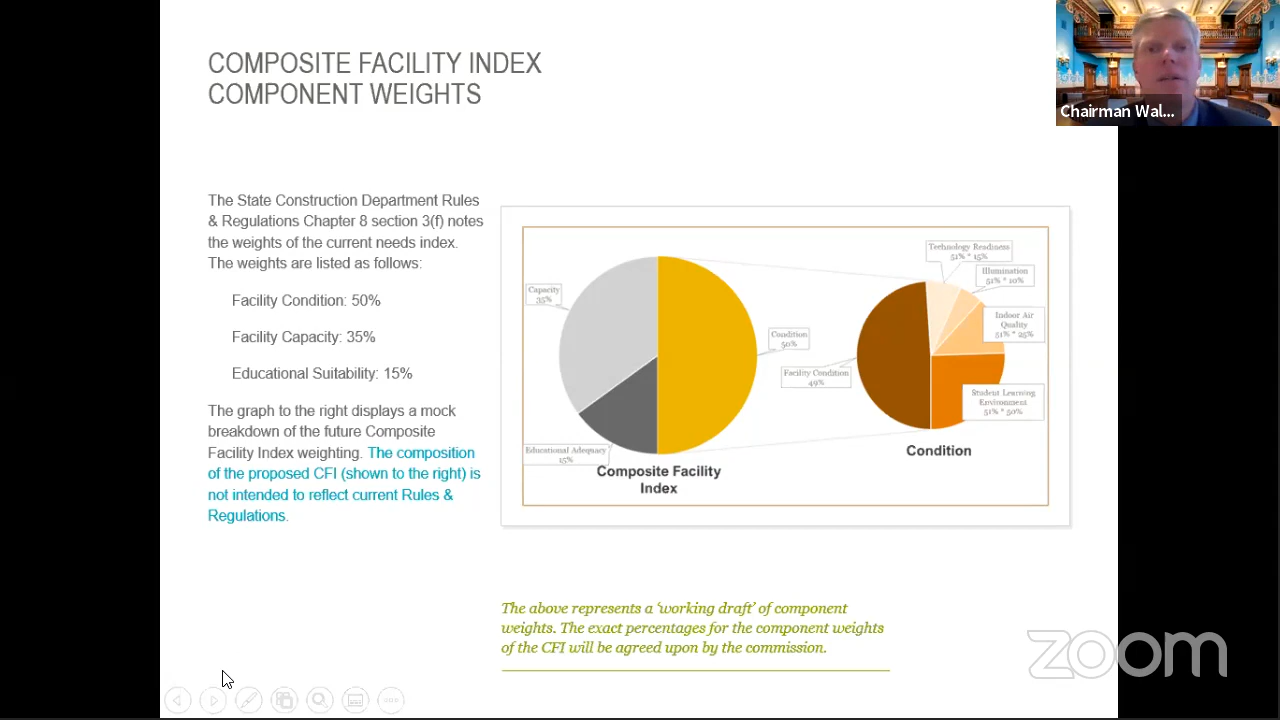 COMPOSITE FACILITY INDEX
COMPONENT WEIGHTS
Chairman Wal...
The State Construction Department Rules
& Regulations Chapter 8 section 3(f) notes
the weights of the current needs index.
The weights are listed as follows:
Facility Condition: 50%
Facility Capacity: 35%
Educational Suitability: 15%
The graph to the right displays a mock
breakdown of the future Composite
Facility Index weighting. The composition
of the proposed CFI (shown to the right) is
not intended to reflect current Rules &
Regulations.
Capacity
35%
Condition
50%
Educational Adequacy
15%
Composite Facility
Index
Technology Readiness
51% * 15%
Illumination
51% * 10%
Indoor Air
Quality
51% * 25%
Facility Condition
49%
Student Learning
Environment
51% * 50%
Condition
The above represents a ‘working draft’ of component
weights. The exact percentages for the component weights
of the CFI will be agreed upon by the commission.
zoom